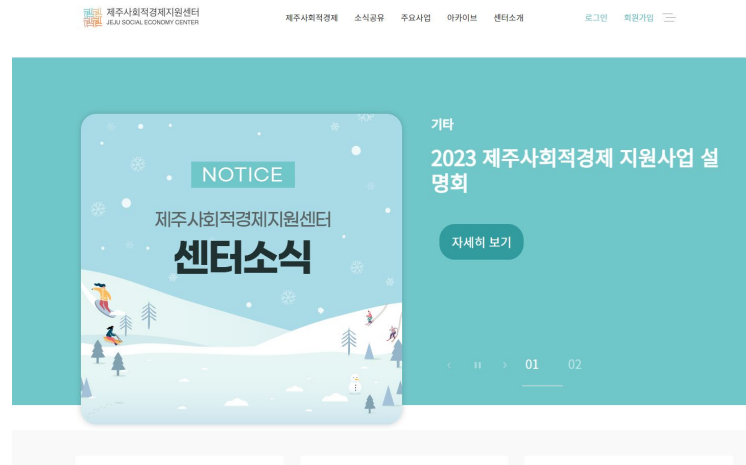 제주사회적경제지원센터
JEJU SOCIAL ECONOMY CENTER
제주사회적경제 소식공유 주요사업 아카이브 센터소개
로그인 회원가입
NOTICE
제주사회적경제지원센터
센터소식
기타
2023 제주사회적경제 지원사업 설
명회
자세히 보기
01 02